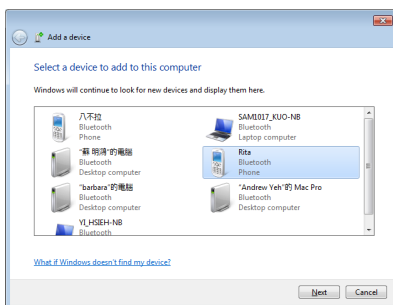 Add a device
Select a device to add to this computer
Windows will continue to look for new devices and display them here.
八不拉
Bluetooth
Phone
SAM1017_KUO-NB
Bluetooth
Laptop computer
"蘇 明鴻"的電腦
Bluetooth
Desktop computer
Rita
Bluetooth
Phone
"barbara"的電腦
Bluetooth
Desktop computer
"Andrew Yeh"的 Mac Pro
Bluetooth
Desktop computer
YI_HSIEH-NB
Bluetooth
What if Windows doesn't find my device?
Next
Cancel